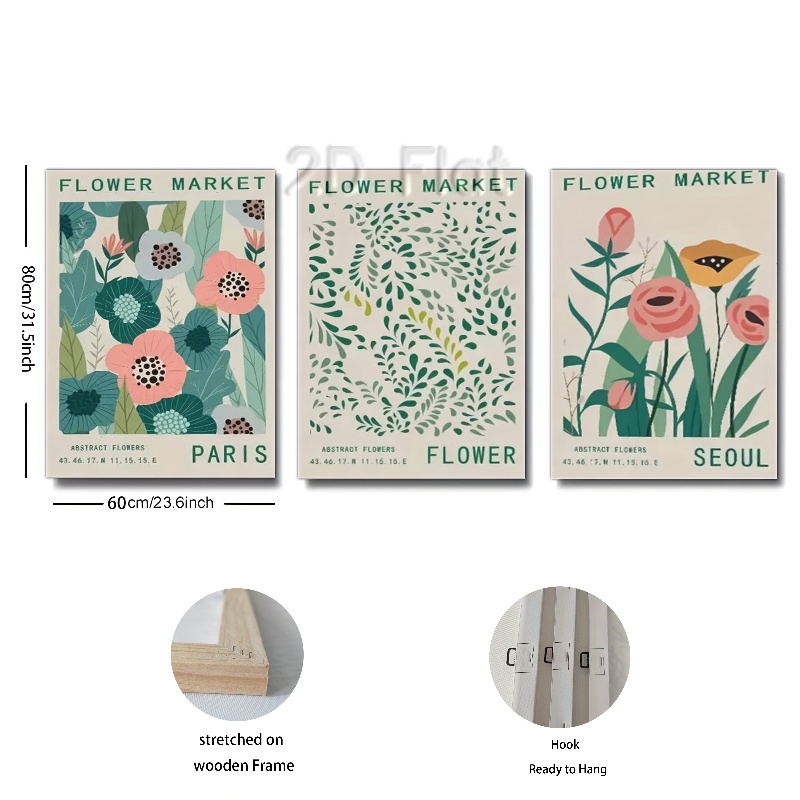 2D Flat
FLOWER MARKET
FLOWER MARKET
FLOWER MARKET
80cm/31.5inch
ABSTRACT FLOWERS
43. 46. 17. N 11. 15. 15. E
PARIS
ABSTRACT FLOWERS
43. 46. 17. N 11. 15. 15. E
FLOWER
ABSTRACT FLOWERS
43. 46. 17. N 11. 15. 15. E
SEOUL
60cm/23.6inch
stretched on
wooden Frame
Hook
Ready to Hang